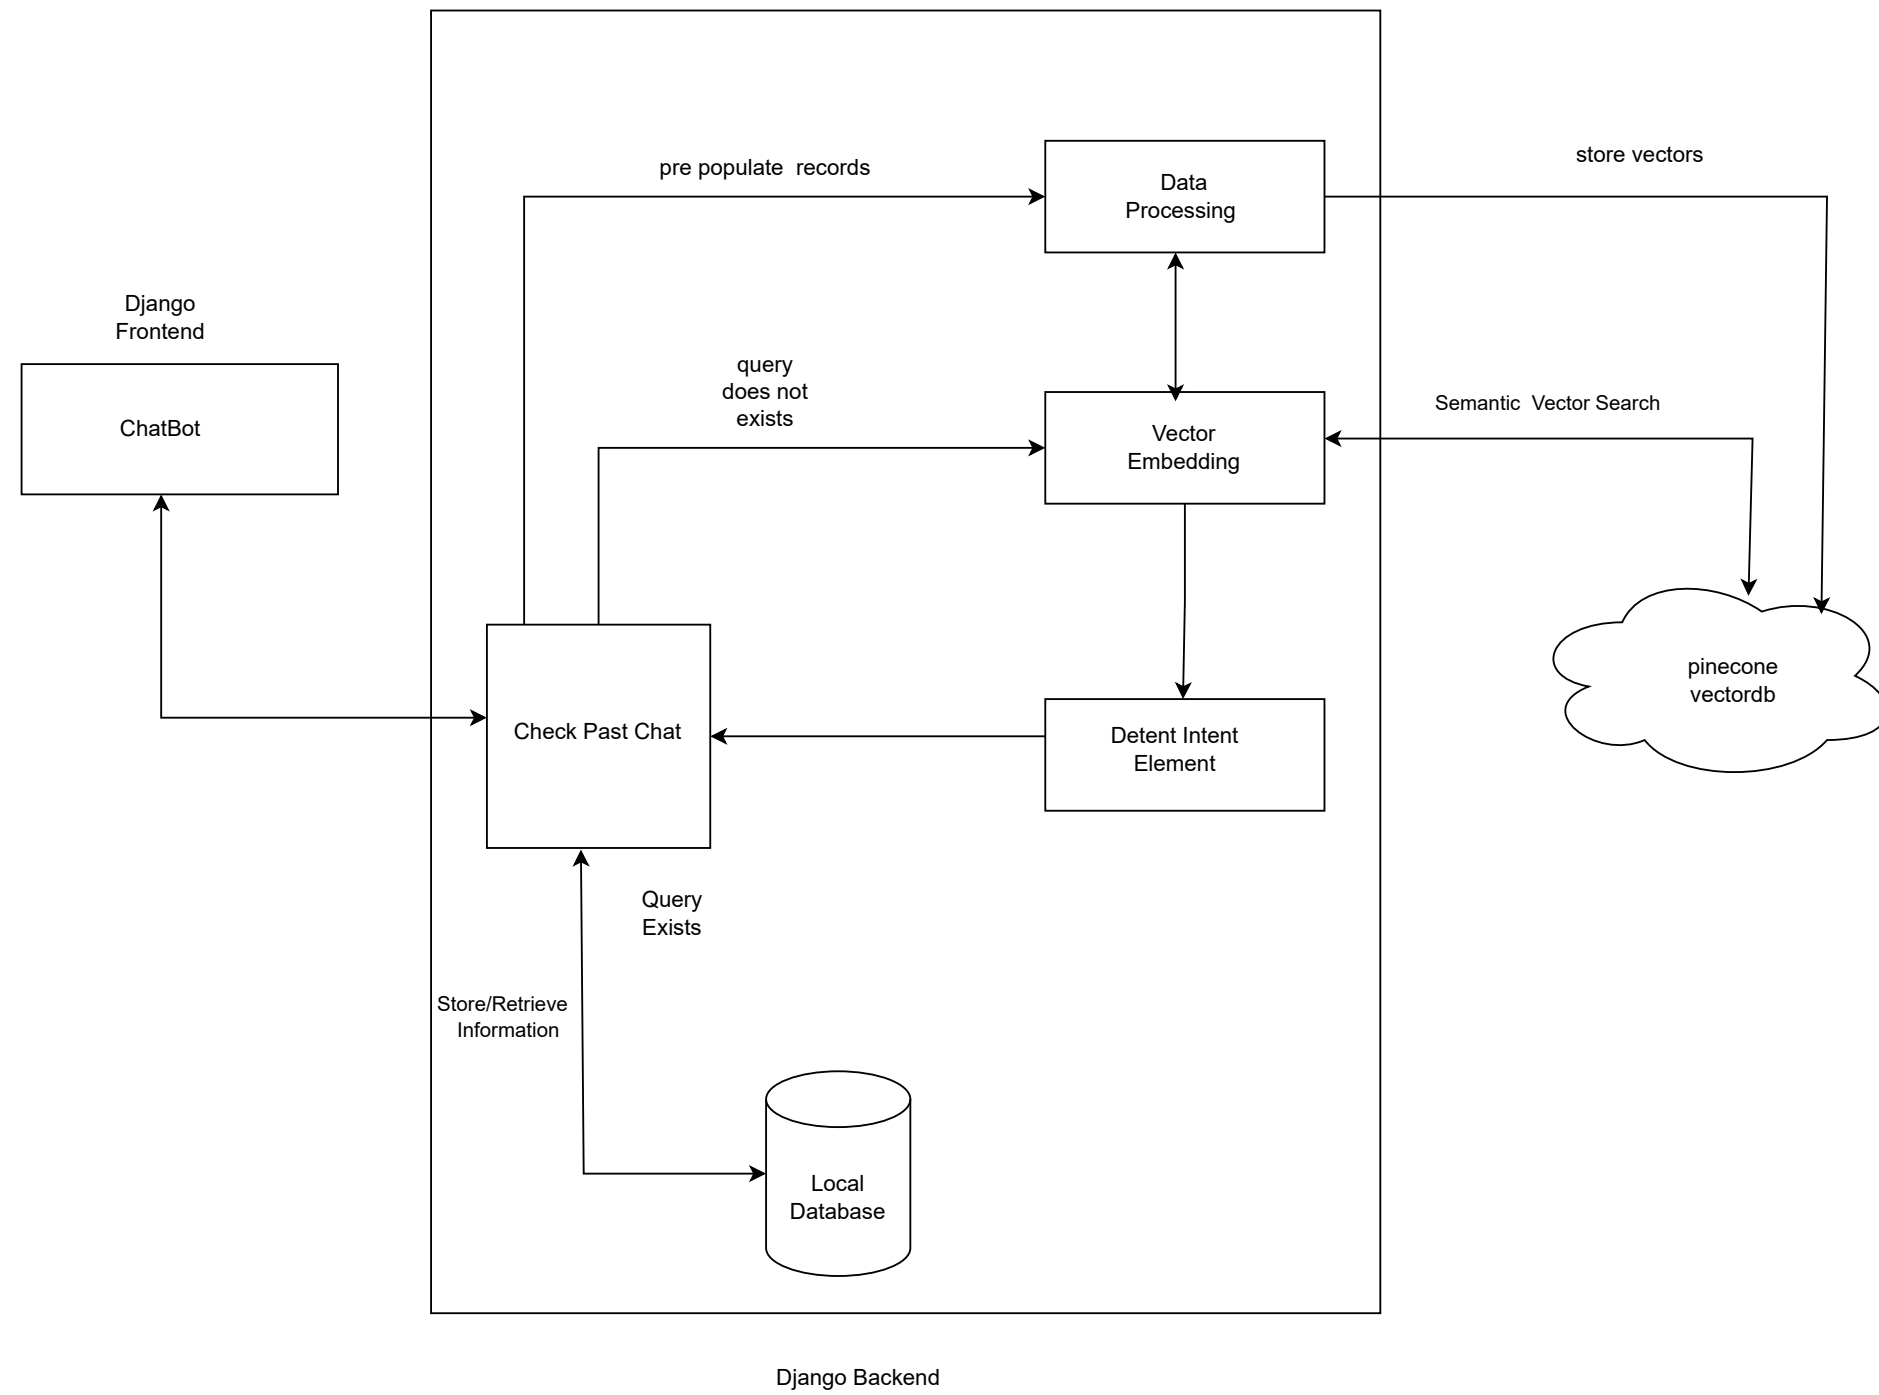 pre populate  records
Data
Processing
store vectors
Django
Frontend
ChatBot
query
does not
exists
Vector
Embedding
Semantic  Vector Search
pinecone
vectordb
Check Past Chat
Detent Intent
Element
Query
Exists
Store/Retrieve
Information
Local
Database
Django Backend